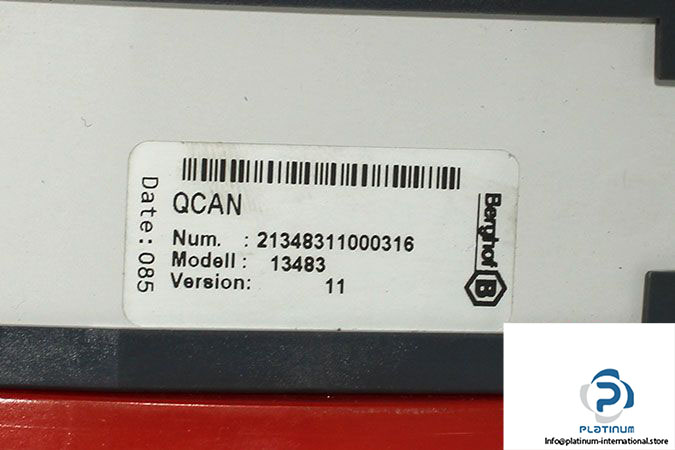 QCAN
Num. : 21348311000316
Modell : 13483
Version: 11
Date: 085
Berghof B
PLATINUM
Info@platinum-international.store